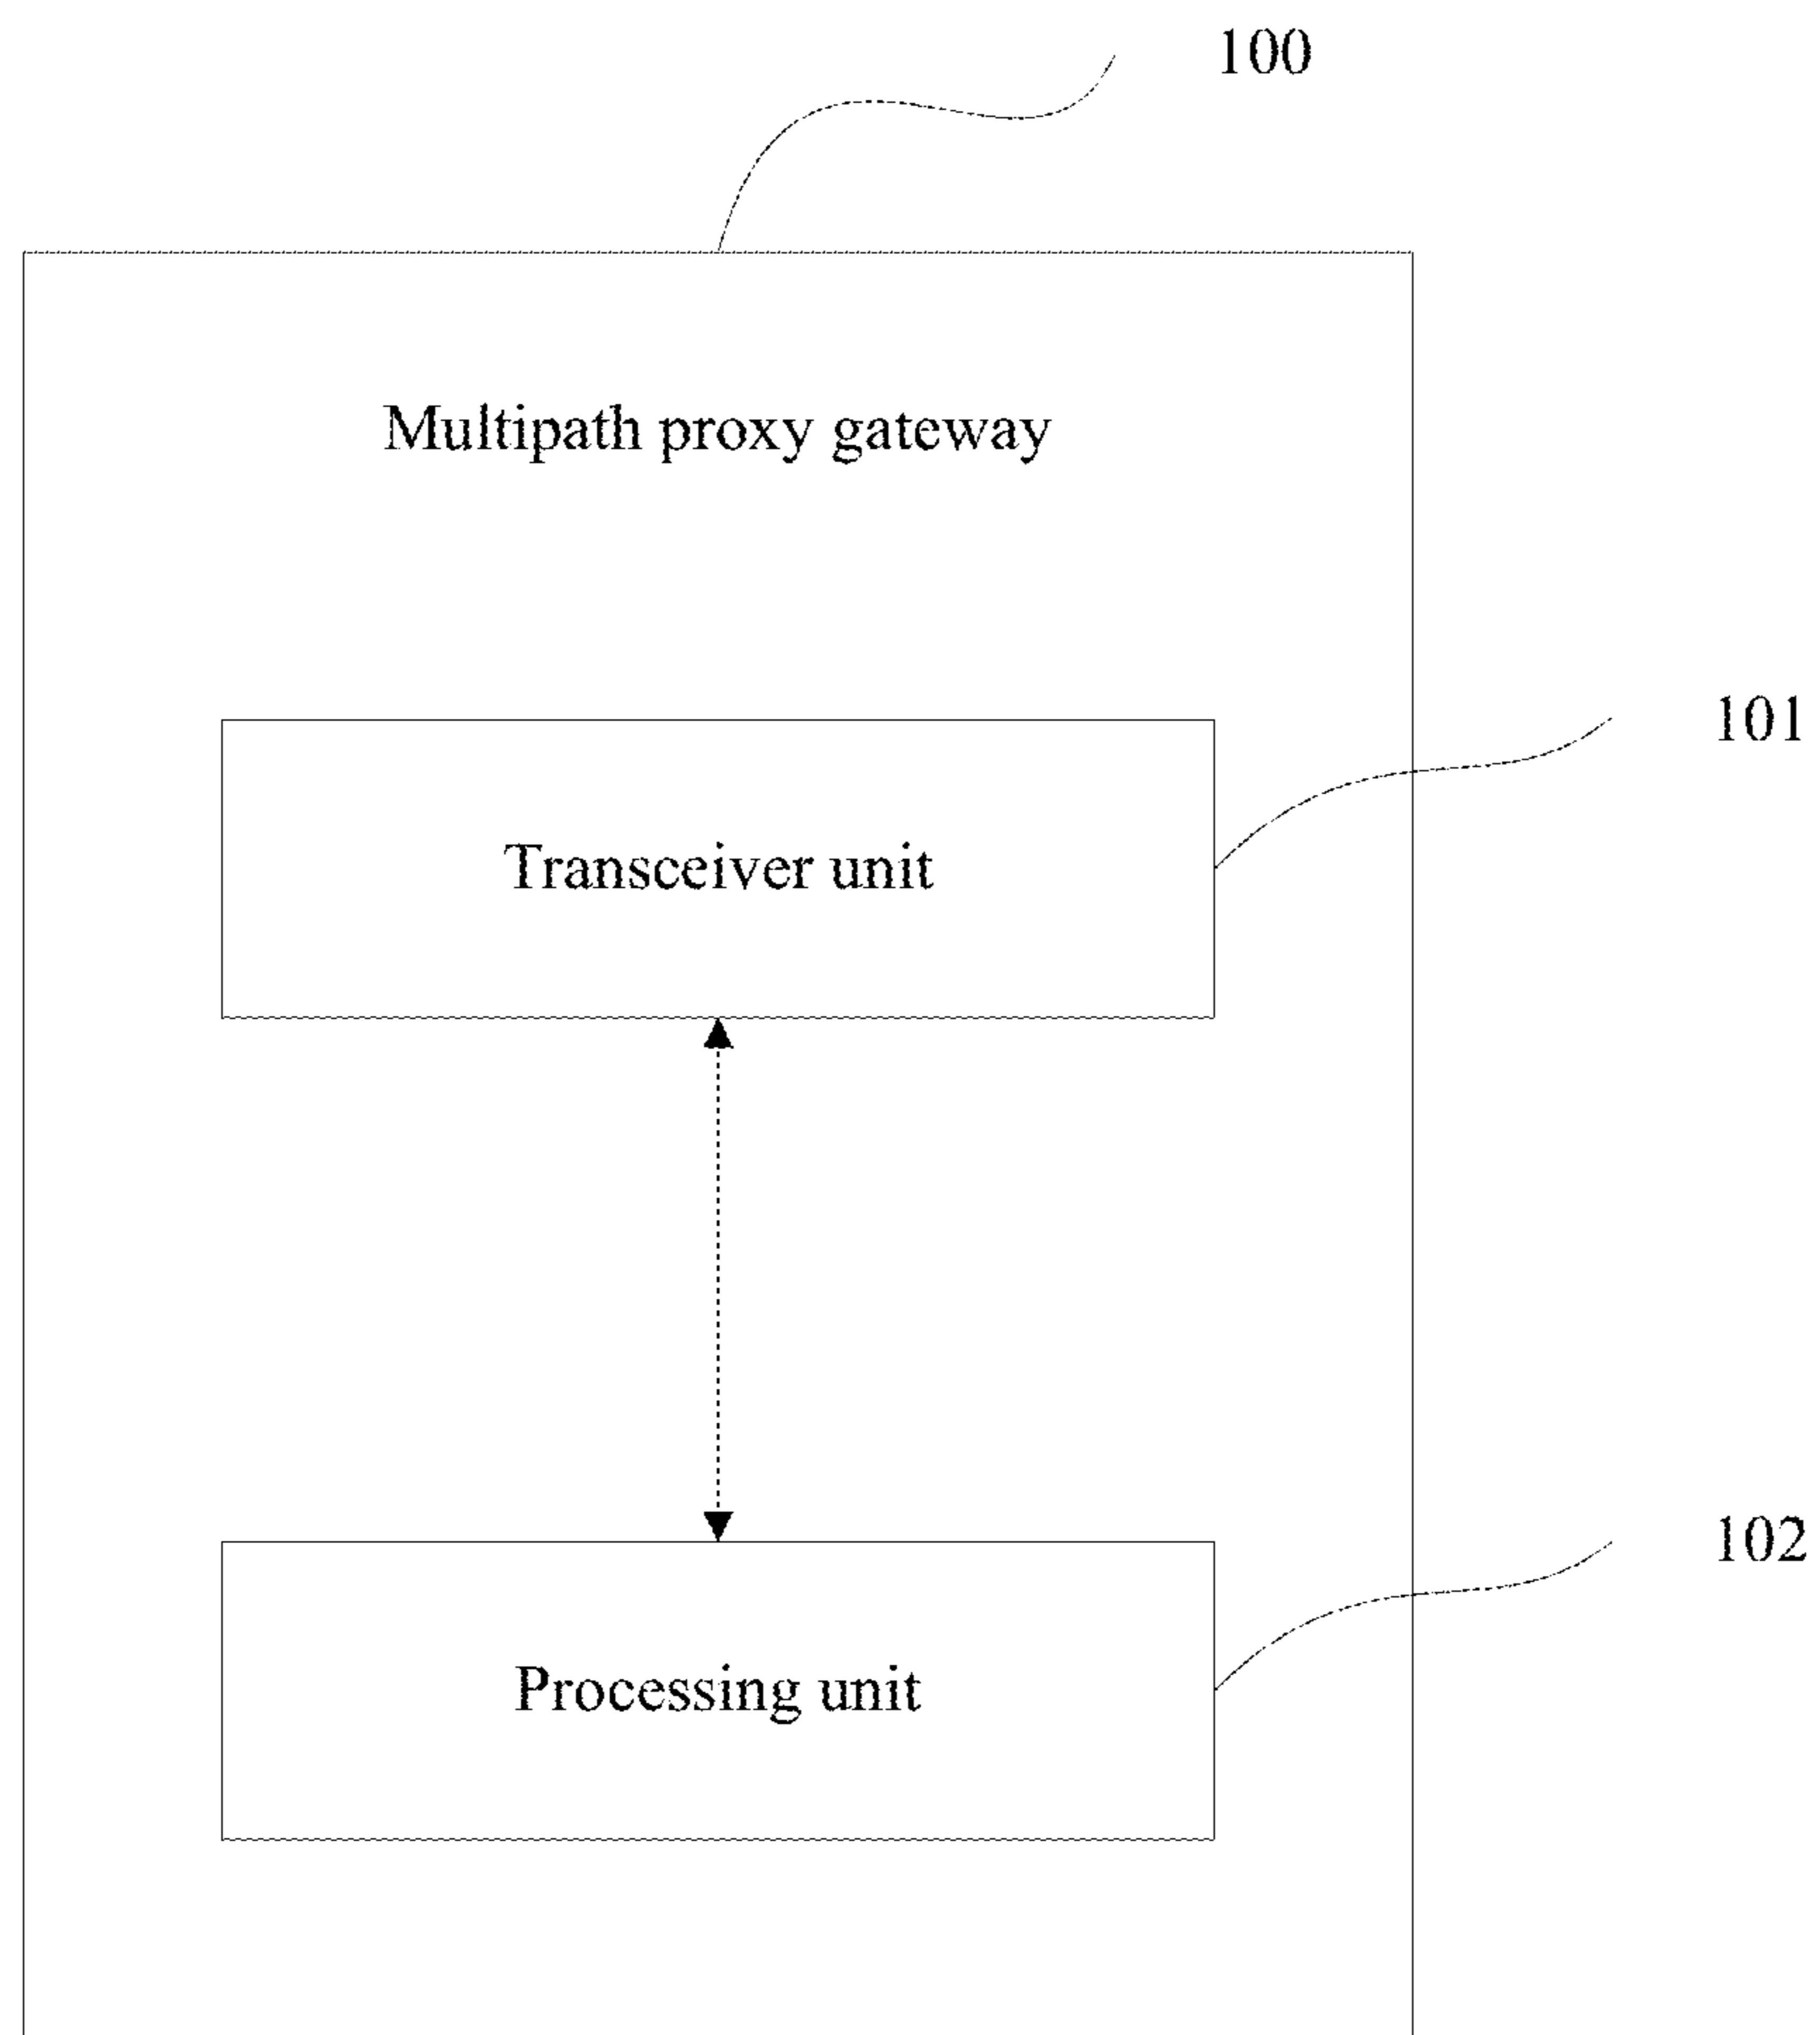 100
Multipath proxy gateway
101
Transceiver unit
102
Processing unit